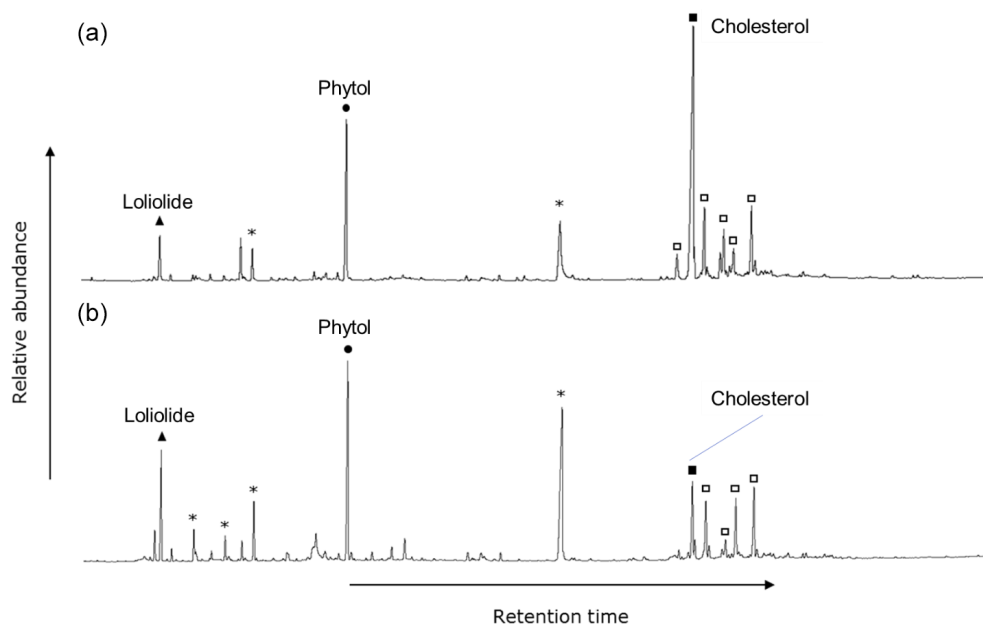 (a)
Cholesterol
Phytol
*
Loliolide
*
Relative abundance
(b)
Phytol
*
Cholesterol
Loliolide
*
*
*
Retention time